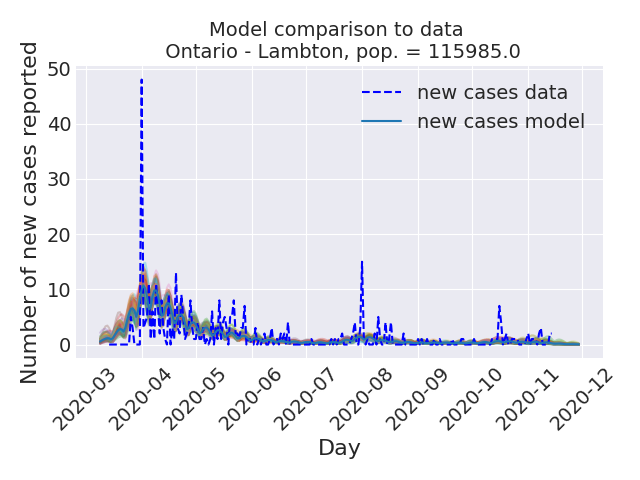 Model comparison to data
Ontario - Lambton, pop. = 115985.0
Number of new cases reported
50
40
30
20
10
0
new cases data
new cases model
2020-03
2020-04
2020-05
2020-06
2020-07
2020-08
2020-09
2020-10
2020-11
2020-12
Day